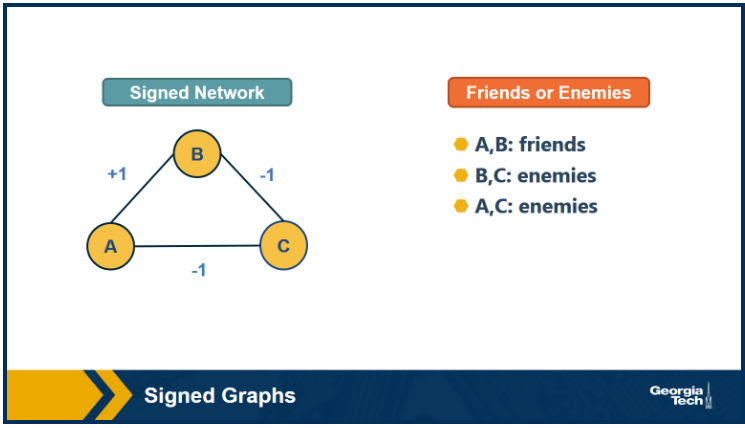 Signed Network
Friends or Enemies
B
+1
-1
A
C
-1
A,B: friends
B,C: enemies
A,C: enemies
Signed Graphs
Georgia
Tech